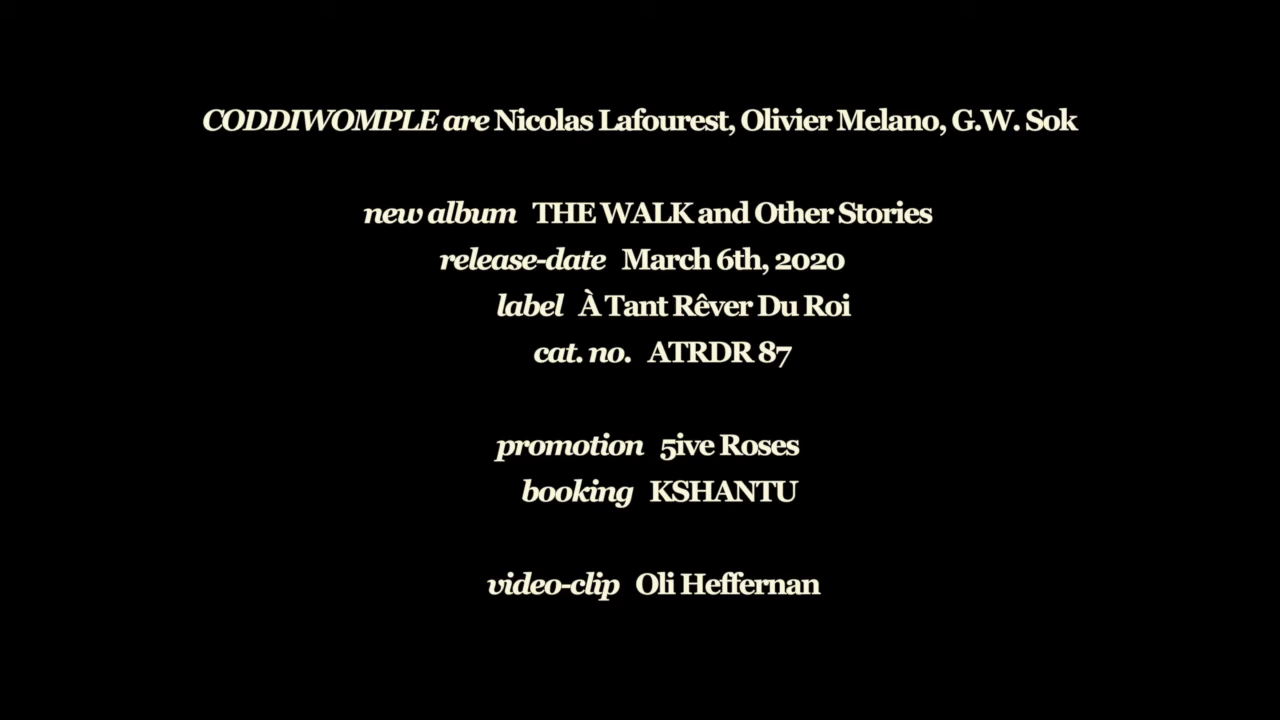 CODDIWOMPLE are Nicolas Lafourest, Olivier Melano, G.W. Sok
new album THE WALK and Other Stories
release-date March 6th, 2020
label À Tant Rêver Du Roi
cat. no. ATRDR 87
promotion 5ive Roses
booking KSHANTU
video-clip Oli Heffernan